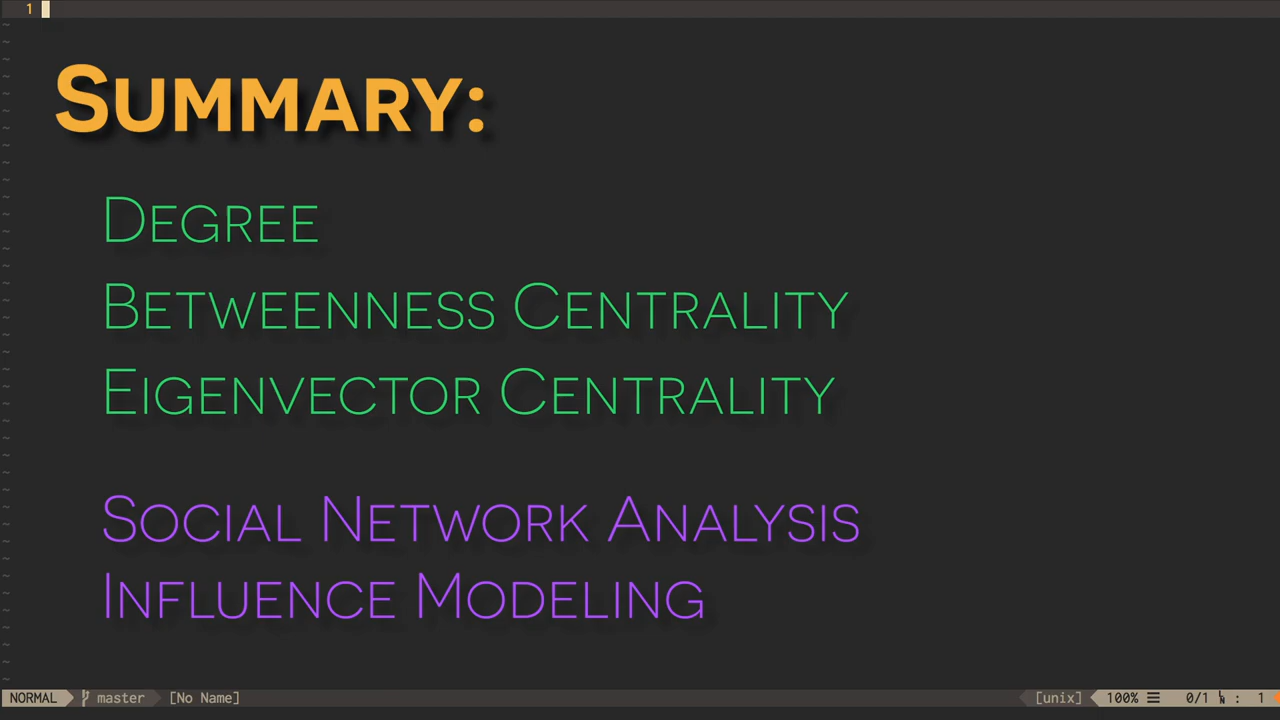 1
Summary:
Degree
Betweenness Centrality
Eigenvector Centrality
Social Network Analysis
Influence Modeling
NORMAL master [No Name] [unix] 100% ☰ 0/1 ㏑ : 1